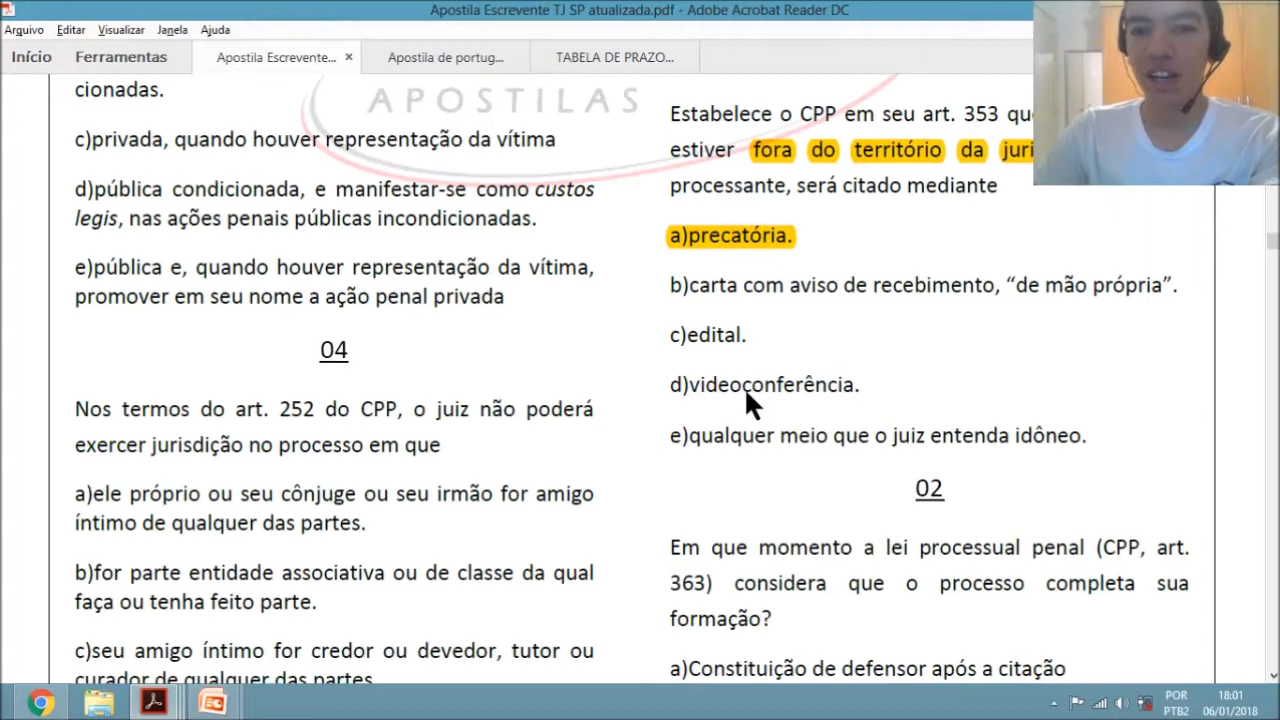 Apostila Escrevente TJ SP atualizada.pdf - Adobe Acrobat Reader DC
Arquivo Editar Visualizar Janela Ajuda
Início Ferramentas Apostila Escrevente... × Apostila de portug... TABELA DE PRAZO...
APOSTILAS
cionadas.
c)privada, quando houver representação da vítima
d)pública condicionada, e manifestar-se como custos
legis, nas ações penais públicas incondicionadas.
e)pública e, quando houver representação da vítima,
promover em seu nome a ação penal privada
04
Nos termos do art. 252 do CPP, o juiz não poderá
exercer jurisdição no processo em que
a)ele próprio ou seu cônjuge ou seu irmão for amigo
íntimo de qualquer das partes.
b)for parte entidade associativa ou de classe da qual
faça ou tenha feito parte.
c)seu amigo íntimo for credor ou devedor, tutor ou
curador de qualquer das partes
Estabelece o CPP em seu art. 353
estiver fora do território da
processante, será citado mediante
a)precatória.
b)carta com aviso de recebimento, “de mão própria”.
c)edital.
d)videoconferência.
e)qualquer meio que o juiz entenda idôneo.
02
Em que momento a lei processual penal (CPP, art.
363) considera que o processo completa sua
formação?
a)Constituição de defensor após a citação
POR
PTB2
18:01
06/01/2018